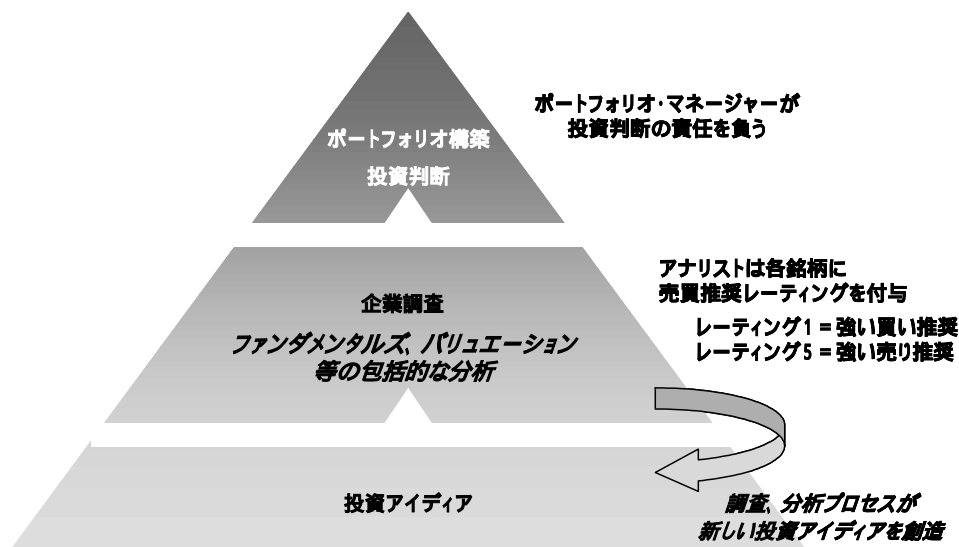 ポートフォリオ・マネージャーが
投資判断の責任を負う
ポートフォリオ構築
投資判断
アナリストは各銘柄に
売買推奨レーティングを付与
レーティング1=強い買い推奨
レーティング5=強い売り推奨
企業調査
ファンダメンタルズ、バリュエーション
等の包括的な分析
投資アイディア
調査、分析プロセスが
新しい投資アイディアを創造